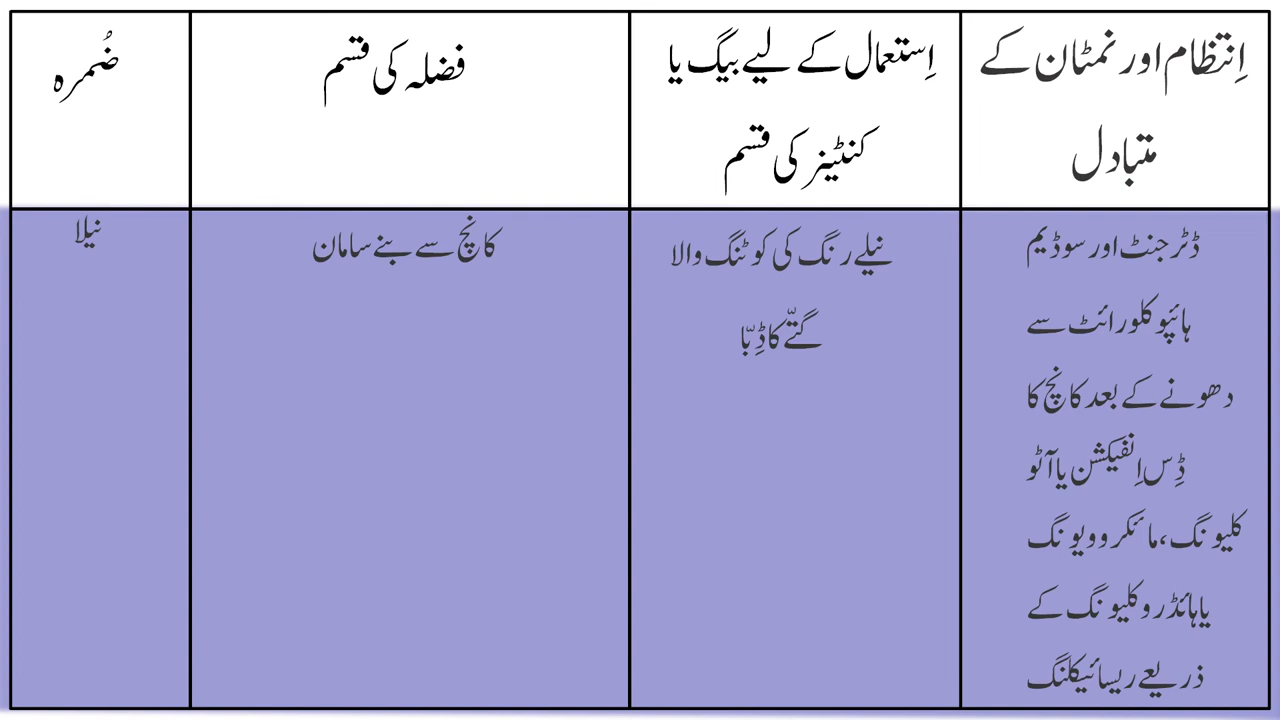 ضُمرہ
فضلہ کی قسم
اِستعمال کے لیے بیگ یا
کنٹینر کی قسم
اِنتظام اور نمٹان کے
متبادل
نیلا
کانچ سے بنے سامان
نیلے رنگ کی کوٹنگ والا
گتّے کا ڈِبّا
ڈٹرجنٹ اور سوڈیم
ہائپوکلورائٹ سے
دھونے کے بعد کانچ کا
ڈِس اِنفیکشن یا آٹو
کلیونگ، مائکروویونگ
یا ہائڈروکلیونگ کے
ذریعے ریسائیکلنگ